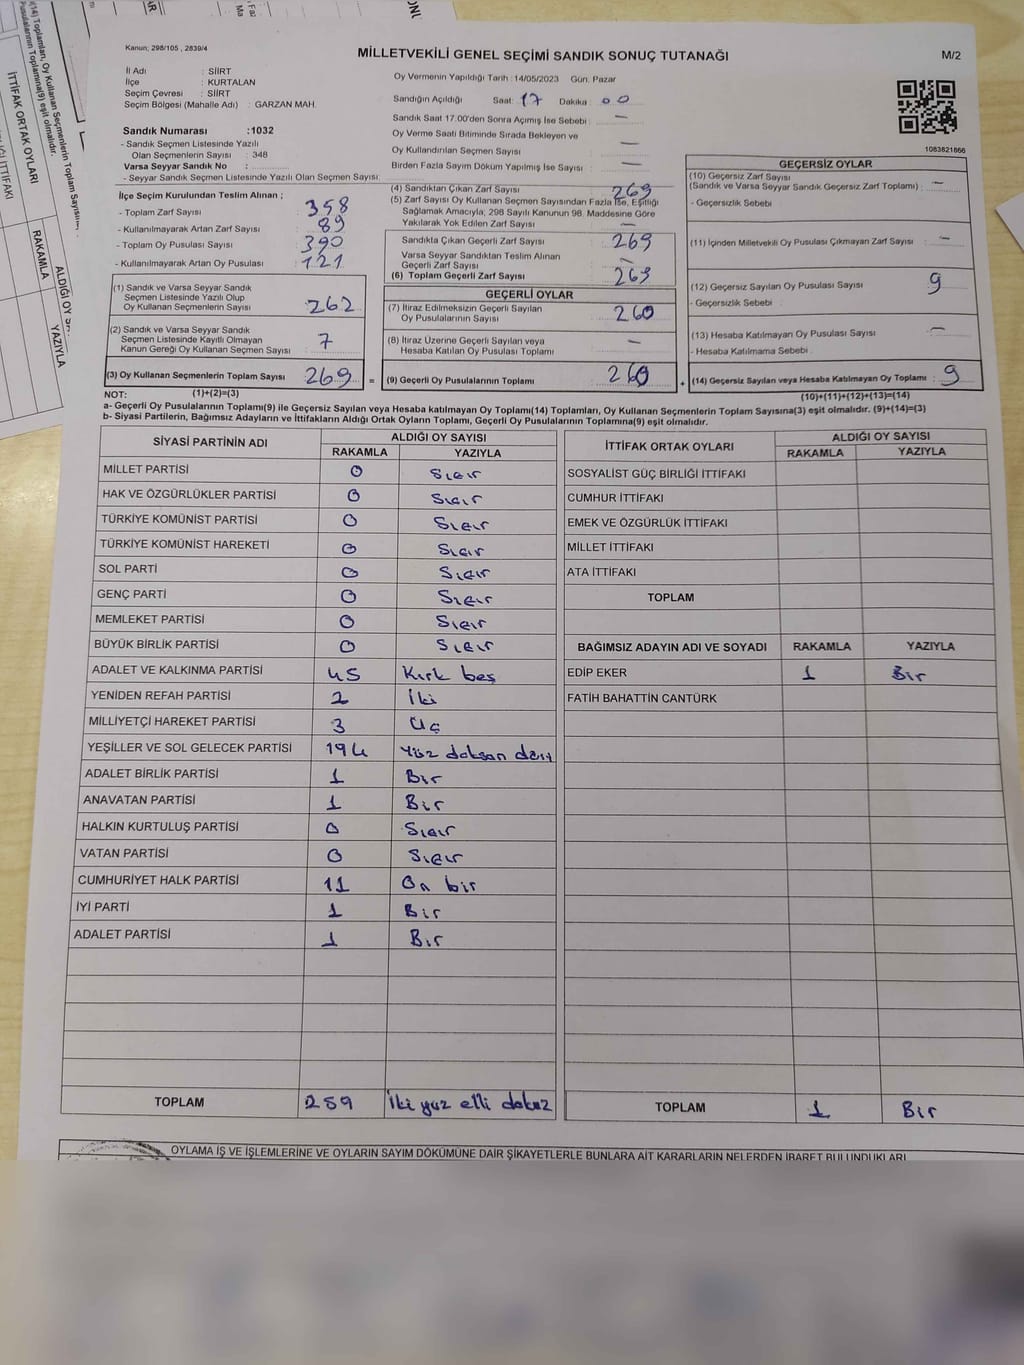 Kanun; 298/105 , 2839/4
MİLLETVEKİLİ GENEL SEÇİMİ SANDIK SONUÇ TUTANAĞI
M/2
İl Adı : SİİRT
İlçe : KURTALAN
Seçim Çevresi : SİİRT
Seçim Bölgesi (Mahalle Adı) : GARZAN MAH.
Sandık Numarası :1032
- Sandık Seçmen Listesinde Yazılı
Olan Seçmenlerin Sayısı : 348
Varsa Seyyar Sandık No :
- Seyyar Sandık Seçmen Listesinde Yazılı Olan Seçmen Sayısı:
Oy Vermenin Yapıldığı Tarih : 14/05/2023 Gün. Pazar
Sandığın Açıldığı Saat: 17 Dakika : 00
Sandık Saat 17.00'den Sonra Açımış İse Sebebi : —
Oy Verme Saati Bitiminde Sırada Bekleyen ve
Oy Kullandırılan Seçmen Sayısı : —
Birden Fazla Sayım Döküm Yapılmış İse Sayısı : —
1083821866
İlçe Seçim Kurulundan Teslim Alınan ;
- Toplam Zarf Sayısı : 358
- Kullanılmayarak Artan Zarf Sayısı : 89
- Toplam Oy Pusulası Sayısı : 390
- Kullanılmayarak Artan Oy Pusulası : 121
(1) Sandık ve Varsa Seyyar Sandık
Seçmen Listesinde Yazılı Olup
Oy Kullanan Seçmenlerin Sayısı : 262
(2) Sandık ve Varsa Seyyar Sandık
Seçmen Listesinde Kayıtlı Olmayan
Kanun Gereği Oy Kullanan Seçmen Sayısı : 7
(3) Oy Kullanan Seçmenlerin Toplam Sayısı : 269
(1)+(2)=(3)
(4) Sandıktan Çıkan Zarf Sayısı : 269
(5) Zarf Sayısı Oy Kullanan Seçmen Sayısından Fazla İse, Eşitliği
Sağlamak Amacıyla; 298 Sayılı Kanunun 98. Maddesine Göre
Yakılarak Yok Edilen Zarf Sayısı : —
Sandıkta Çıkan Geçerli Zarf Sayısı : 269
Varsa Seyyar Sandıktan Teslim Alınan
Geçerli Zarf Sayısı : —
(6) Toplam Geçerli Zarf Sayısı : 269
GEÇERLİ OYLAR
(7) İtiraz Edilmeksizin Geçerli Sayılan
Oy Pusulalarının Sayısı : 260
(8) İtiraz Üzerine Geçerli Sayılan veya
Hesaba Katılan Oy Pusulası Toplamı : —
= (9) Geçerli Oy Pusulalarının Toplamı : 260
GEÇERSİZ OYLAR
(10) Geçersiz Zarf Sayısı
(Sandık ve Varsa Seyyar Sandık Geçersiz Zarf Toplamı) : —
- Geçersizlik Sebebi :
(11) İçinden Milletvekili Oy Pusulası Çıkmayan Zarf Sayısı : —
(12) Geçersiz Sayılan Oy Pusulası Sayısı : 9
- Geçersizlik Sebebi :
(13) Hesaba Katılmayan Oy Pusulası Sayısı : —
- Hesaba Katılmama Sebebi :
+ (14) Geçersiz Sayılan veya Hesaba Katılmayan Oy Toplamı : 9
(10)+(11)+(12)+(13)=(14)
NOT:
a- Geçerli Oy Pusulalarının Toplamı(9) ile Geçersiz Sayılan veya Hesaba katılmayan Oy Toplamı(14) Toplamları, Oy Kullanan Seçmenlerin Toplam Sayısına(3) eşit olmalıdır. (9)+(14)=(3)
b- Siyasi Partilerin, Bağımsız Adayların ve İttifakların Aldığı Ortak Oyların Toplamı, Geçerli Oy Pusulalarının Toplamına(9) eşit olmalıdır.
SİYASİ PARTİNİN ADI ALDIĞI OY SAYISI
RAKAMLA YAZIYLA
MİLLET PARTİSİ 0 Sıfır
HAK VE ÖZGÜRLÜKLER PARTİSİ 0 Sıfır
TÜRKİYE KOMÜNİST PARTİSİ 0 Sıfır
TÜRKİYE KOMÜNİST HAREKETİ 0 Sıfır
SOL PARTİ 0 Sıfır
GENÇ PARTİ 0 Sıfır
MEMLEKET PARTİSİ 0 Sıfır
BÜYÜK BİRLİK PARTİSİ 0 Sıfır
ADALET VE KALKINMA PARTİSİ 45 Kırk beş
YENİDEN REFAH PARTİSİ 2 İki
MİLLİYETÇİ HAREKET PARTİSİ 3 Üç
YEŞİLLER VE SOL GELECEK PARTİSİ 194 Yüz doksan dört
ADALET BİRLİK PARTİSİ 1 Bir
ANAVATAN PARTİSİ 1 Bir
HALKIN KURTULUŞ PARTİSİ 0 Sıfır
VATAN PARTİSİ 0 Sıfır
CUMHURİYET HALK PARTİSİ 11 On bir
İYİ PARTİ 1 Bir
ADALET PARTİSİ 1 Bir
TOPLAM 259 İki yüz elli dokuz
İTTİFAK ORTAK OYLARI ALDIĞI OY SAYISI
RAKAMLA YAZIYLA
SOSYALİST GÜÇ BİRLİĞİ İTTİFAKI
CUMHUR İTTİFAKI
EMEK VE ÖZGÜRLÜK İTTİFAKI
MİLLET İTTİFAKI
ATA İTTİFAKI
TOPLAM
BAĞIMSIZ ADAYIN ADI VE SOYADI RAKAMLA YAZIYLA
EDİP EKER 1 Bir
FATİH BAHATTİN CANTÜRK
TOPLAM 1 Bir
OYLAMA İŞ VE İŞLEMLERİNE VE OYLARIN SAYIM DÖKÜMÜNE DAİR ŞİKAYETLERLE BUNLARA AİT KARARLARIN NELERDEN İBARET BULUNDUKLARI
İTTİFAK ORTAK OYLARI
RAKAMLA
YAZIYLA